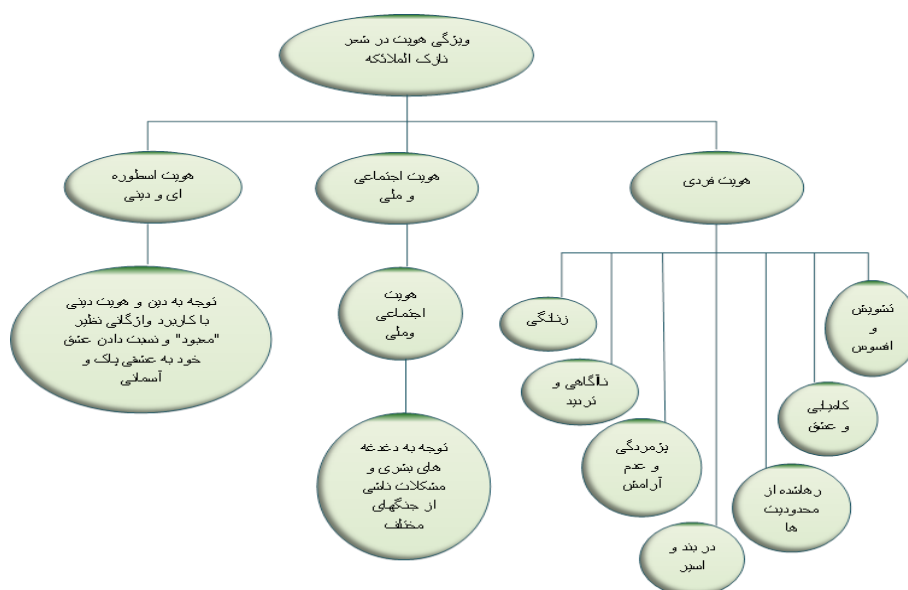 ویژگی هویت در شعر
نازک الملائکه
هویت فردی
هویت اجتماعی
و ملی
هویت اسطوره
ای و دینی
تشویش
و
افسوس
کامیابی
و عشق
رهاشده از
محدودیت
ها
در بند و
اسیر
پژمردگی
و عدم
آرامش
ناآگاهی و
تردید
زنانگی
هویت
اجتماعی
وملی
توجه به دغدغه
های بشری و
مشکلات ناشی
از جنگهای
مختلف
توجه به دین و هویت دینی
با کاربرد واژگانی نظیر
"معبود" و نسبت دادن عشق
خود به عشقی پاک و
آسمانی